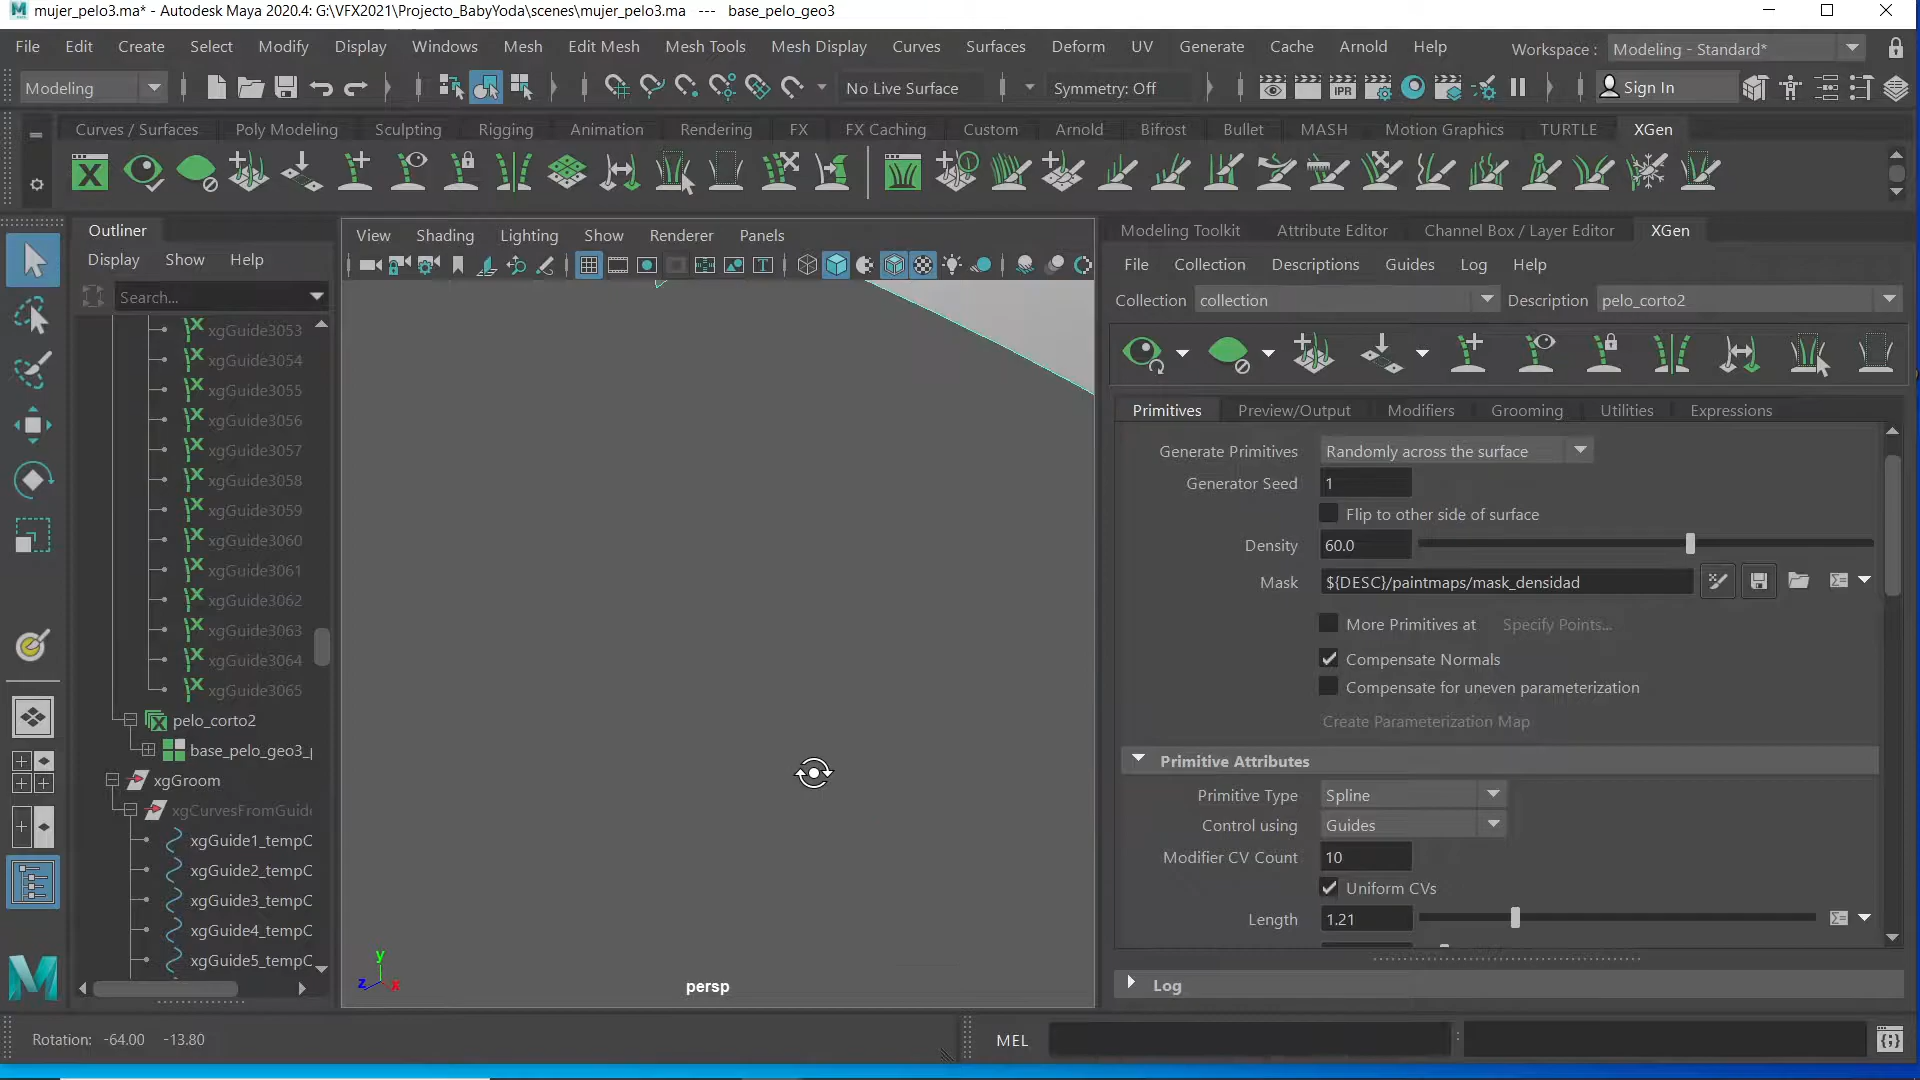 mujer_pelo3.ma* - Autodesk Maya 2020.4: G:\VFX2021\Projecto_BabyYoda\scenes\mujer_pelo3.ma --- base_pelo_geo3
File Edit Create Select Modify Display Windows Mesh Edit Mesh Mesh Tools Mesh Display Curves Surfaces Deform UV Generate Cache Arnold Help Workspace : Modeling - Standard*
Modeling No Live Surface Symmetry: Off IPR Sign In
Curves / Surfaces Poly Modeling Sculpting Rigging Animation Rendering FX FX Caching Custom Arnold Bifrost Bullet MASH Motion Graphics TURTLE XGen
Outliner
Display Show Help
Search...
xgGuide3053
xgGuide3054
xgGuide3055
xgGuide3056
xgGuide3057
xgGuide3058
xgGuide3059
xgGuide3060
xgGuide3061
xgGuide3062
xgGuide3063
xgGuide3064
xgGuide3065
pelo_corto2
base_pelo_geo3_
xgGroom
xgCurvesFromGuide
xgGuide1_tempC
xgGuide2_tempC
xgGuide3_tempC
xgGuide4_tempC
xgGuide5_tempC
View Shading Lighting Show Renderer Panels
y
z x
persp
Modeling Toolkit Attribute Editor Channel Box / Layer Editor XGen
File Collection Descriptions Guides Log Help
Collection collection Description pelo_corto2
Primitives Preview/Output Modifiers Grooming Utilities Expressions
Generate Primitives Randomly across the surface
Generator Seed 1
Flip to other side of surface
Density 60.0
Mask ${DESC}/paintmaps/mask_densidad
More Primitives at Specify Points...
Compensate Normals
Compensate for uneven parameterization
Create Parameterization Map
Primitive Attributes
Primitive Type Spline
Control using Guides
Modifier CV Count 10
Uniform CVs
Length 1.21
Log
Rotation: -64.00 -13.80
MEL